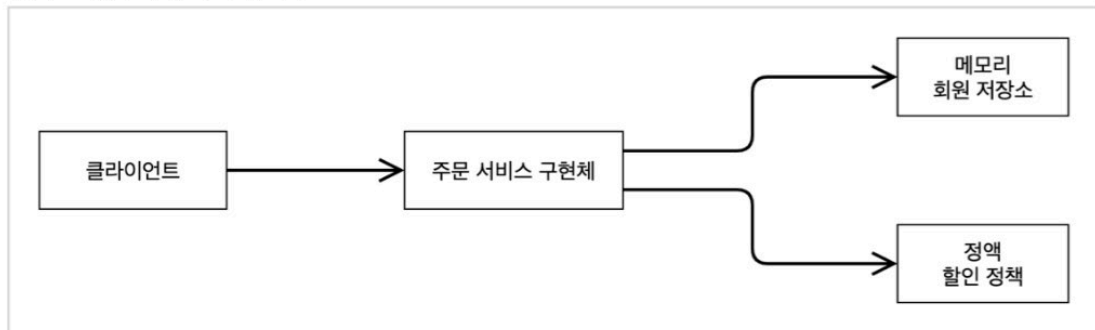 클라이언트
주문 서비스 구현체
메모리
회원 저장소
정액
할인 정책